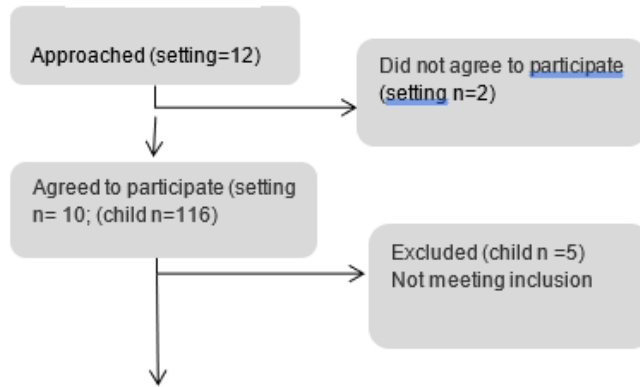 Approached (setting=12)
Did not agree to participate
(setting n=2)
Agreed to participate (setting
n= 10; (child n=116)
Excluded (child n =5)
Not meeting inclusion